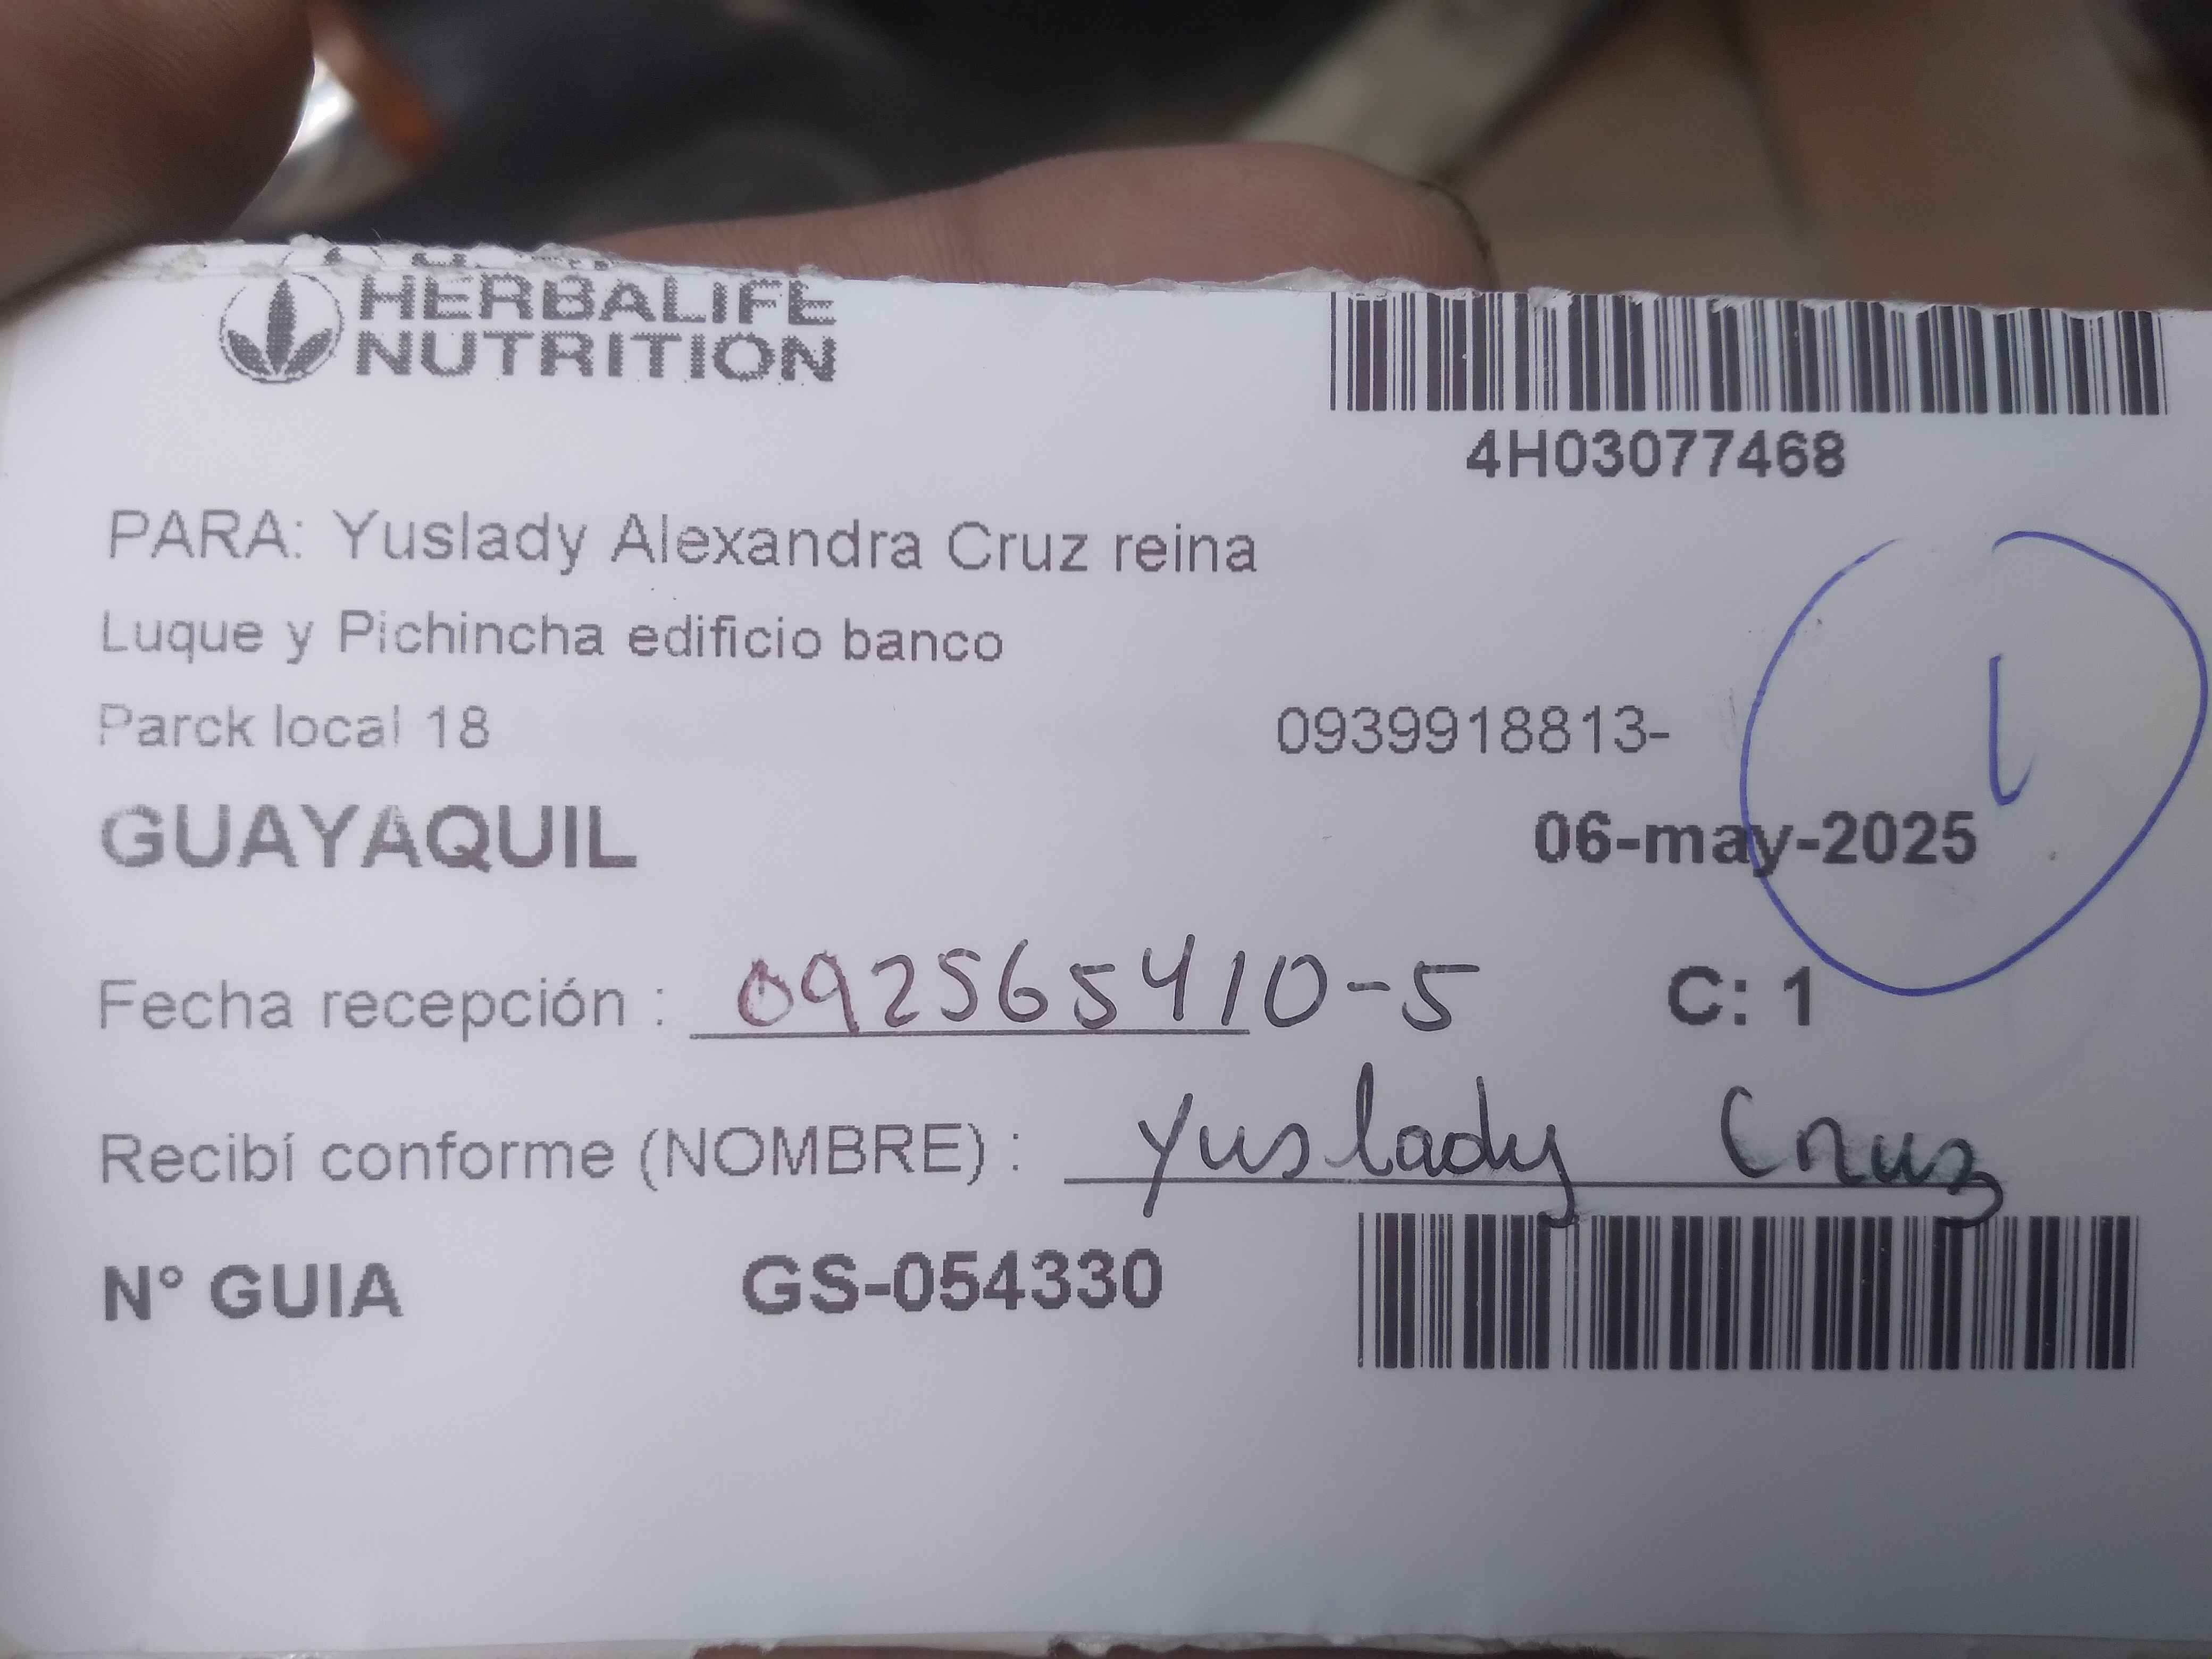 HERBALIFE
NUTRITION
4H03077468
PARA: Yuslady Alexandra Cruz reina
Luque y Pichincha edificio banco
Parck local 18
0939918813-
GUAYAQUIL
06-may-2025
Fecha recepción : 092565410-5
C: 1
Recibí conforme (NOMBRE) : Yuslady Cruz
N° GUIA GS-054330